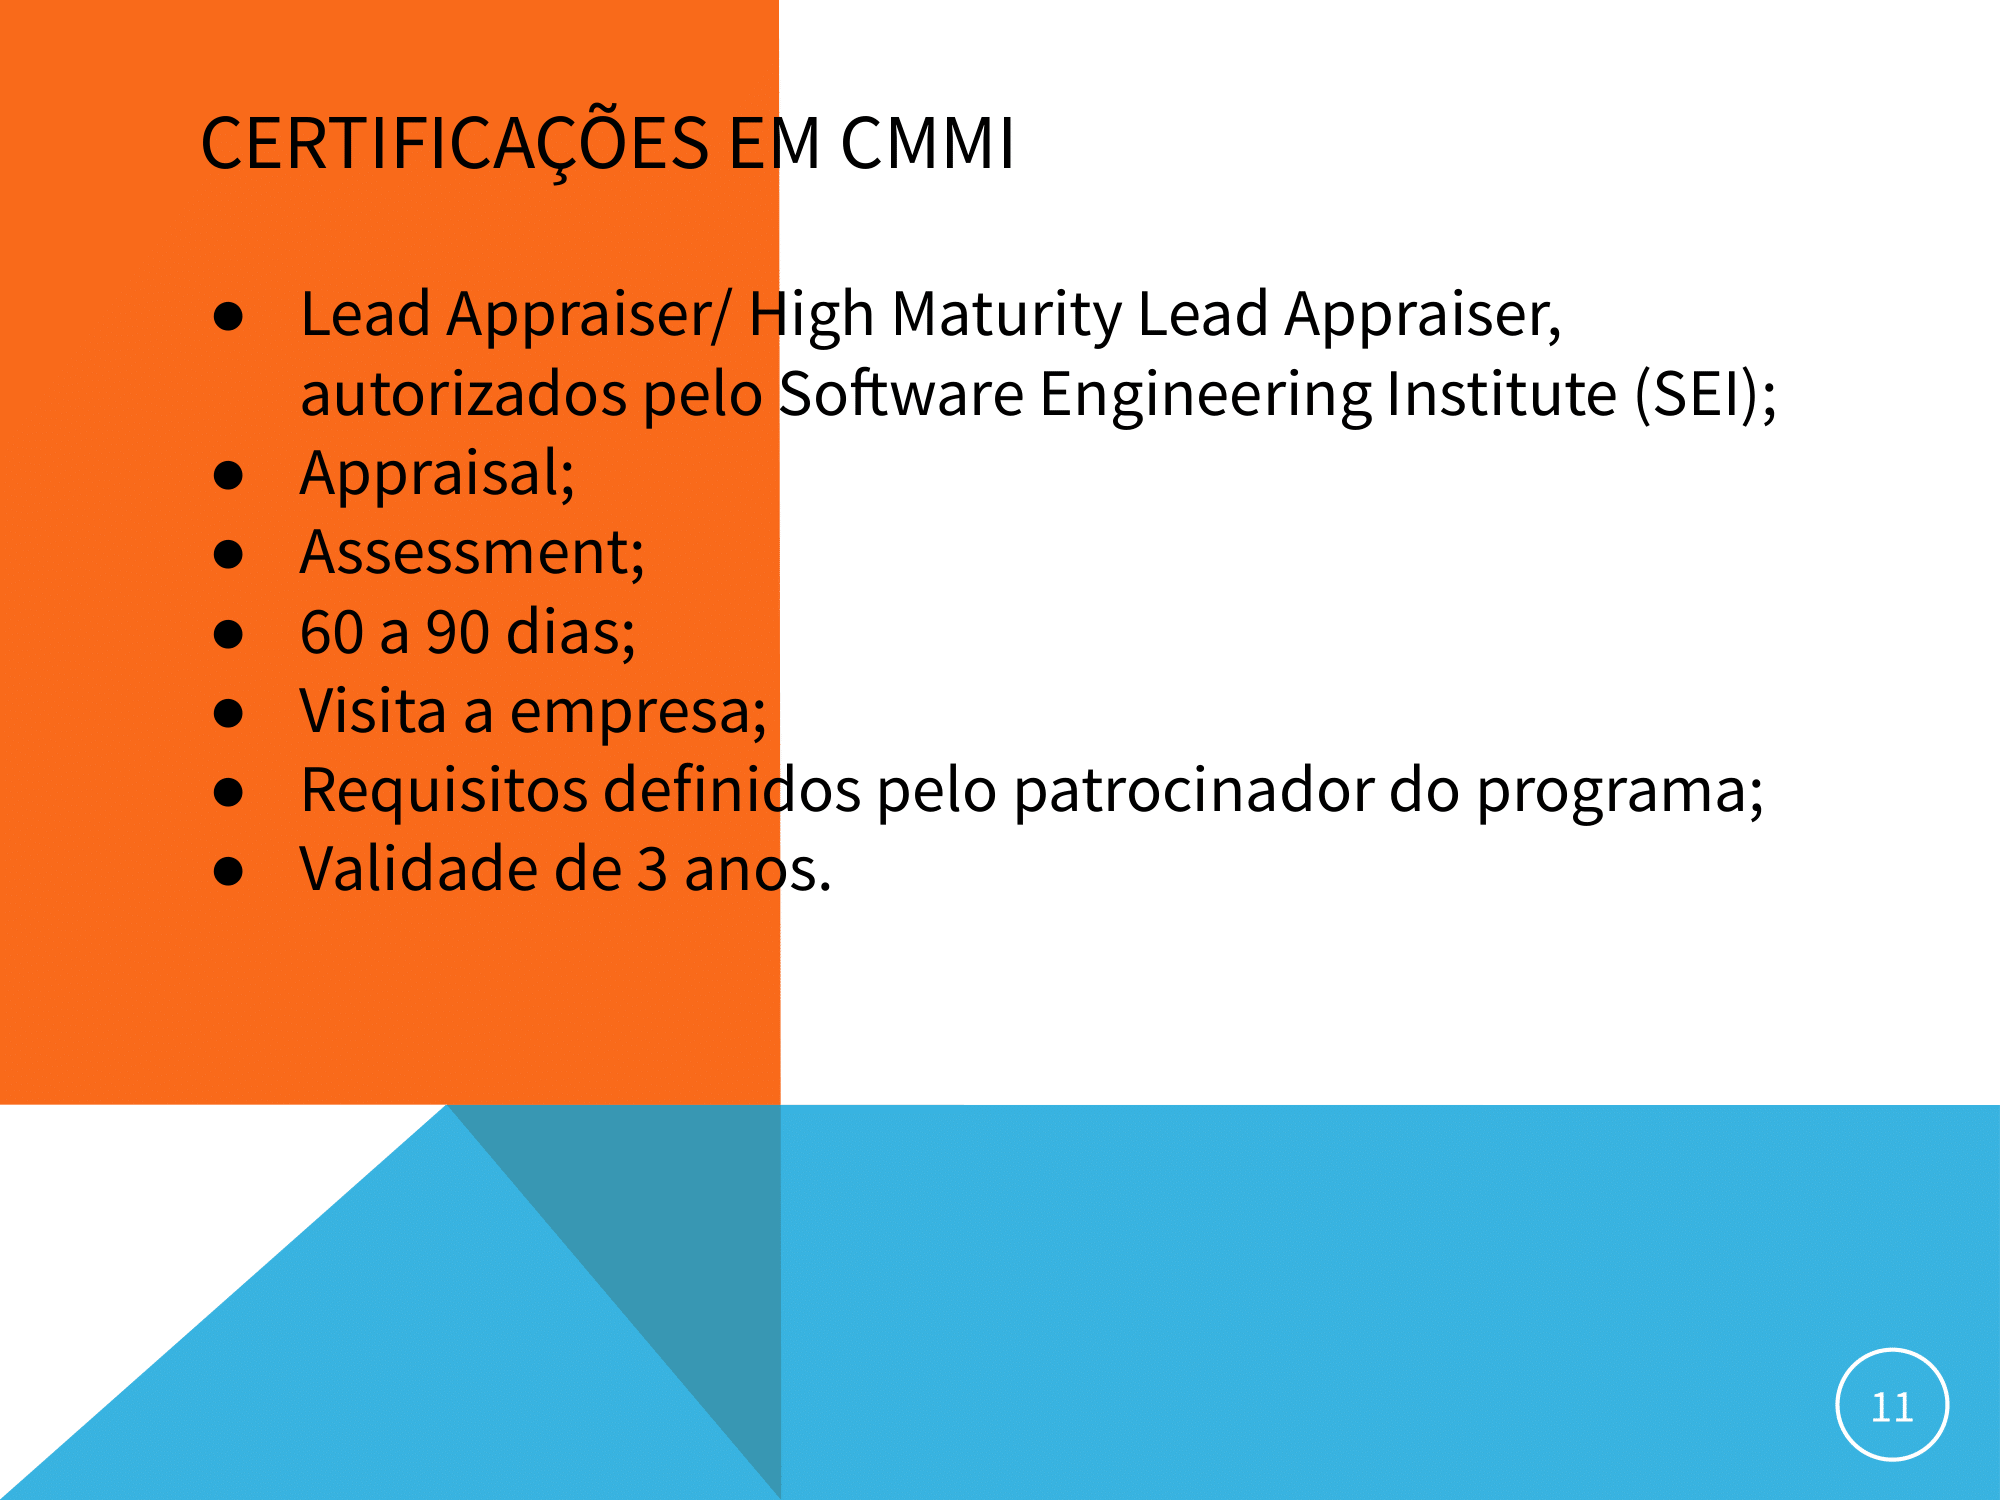 CERTIFICAÇÕES EM CMMI
● Lead Appraiser/ High Maturity Lead Appraiser,
autorizados pelo Software Engineering Institute (SEI);
● Appraisal;
● Assessment;
● 60 a 90 dias;
● Visita a empresa;
● Requisitos definidos pelo patrocinador do programa;
● Validade de 3 anos.
11